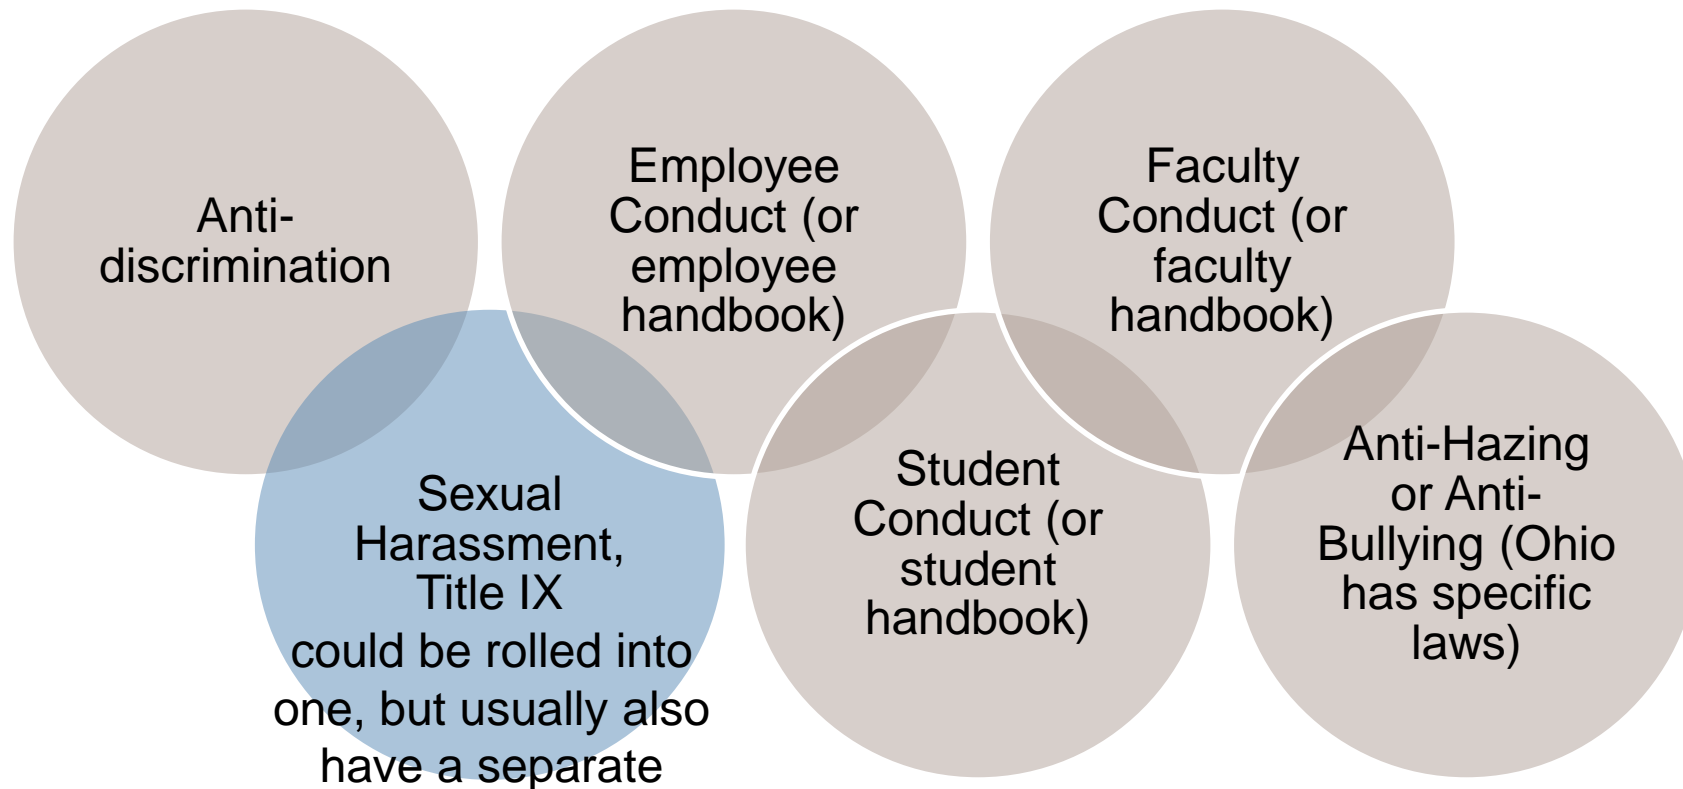 Anti-
discrimination
Employee
Conduct (or
employee
handbook)
Faculty
Conduct (or
faculty
handbook)
Sexual
Harassment,
Title IX
could be rolled into
one, but usually also
have a separate
Student
Conduct (or
student
handbook)
Anti-Hazing
or Anti-
Bullying (Ohio
has specific
laws)